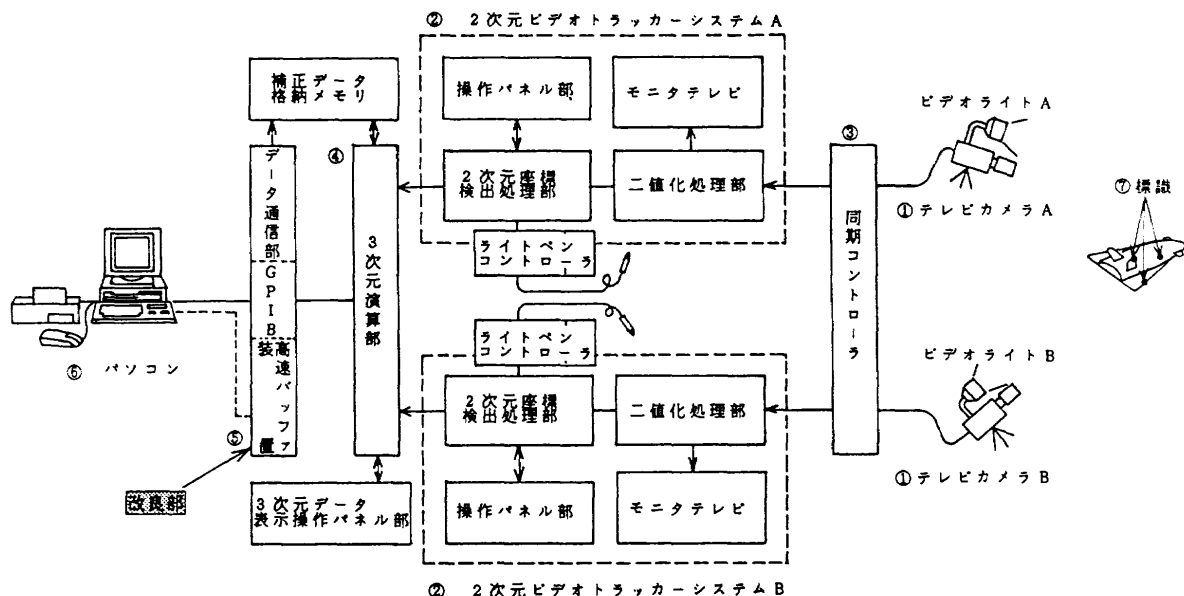 ② 2次元ビデオトラッカーシステムA
補正データ
格納メモリ
操作パネル部
モニタテレビ
ビデオライトA
③
④
データ通信部
GPIB
高速バッファ
装置
3次元演算部
2次元座標
検出処理部
二値化処理部
同期コントローラ
①テレビカメラA
⑦標識
ライトペン
コントローラ
ライトペン
コントローラ
⑥ パソコン
ビデオライトB
2次元座標
検出処理部
二値化処理部
⑤
①テレビカメラB
改良部
3次元データ
表示操作パネル部
操作パネル部
モニタテレビ
② 2次元ビデオトラッカーシステムB